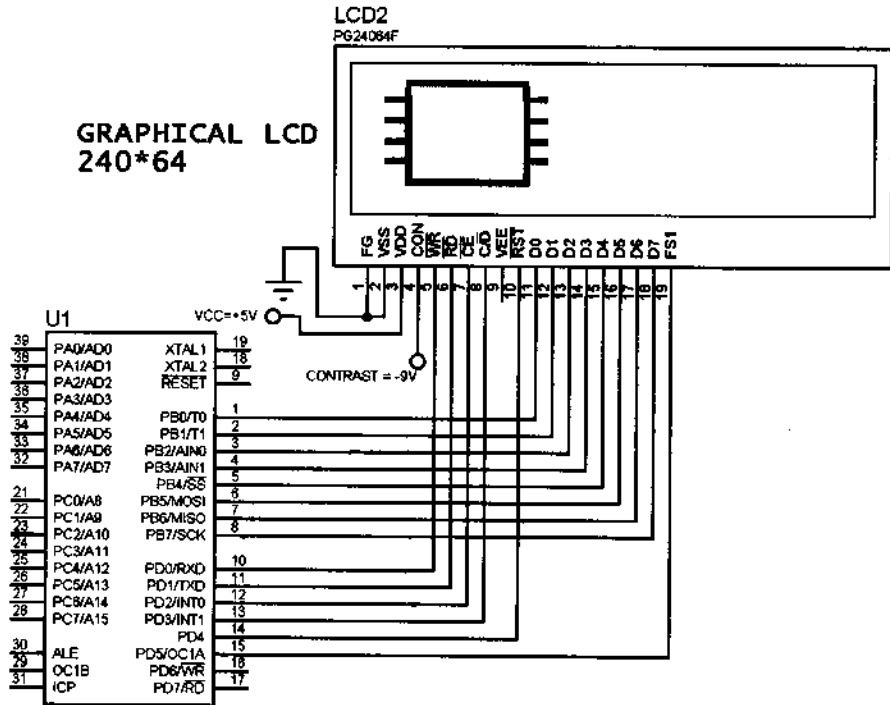 LCD2
PG24064F
GRAPHICAL LCD
240*64
FG
VSS
VDD
CON
WR
RD
CE
C/D
VEE
RST
D0
D1
D2
D3
D4
D5
D6
D7
FS1
1
2
3
4
5
6
7
8
9
10
11
12
13
14
15
16
17
18
19
VCC=+5V
CONTRAST = -9V
U1
39 PA0/AD0 XTAL1 19
38 PA1/AD1 XTAL2 18
37 PA2/AD2 RESET 9
36 PA3/AD3
35 PA4/AD4 PB0/T0 1
34 PA5/AD5 PB1/T1 2
33 PA6/AD6 PB2/AIN0 3
32 PA7/AD7 PB3/AIN1 4
PB4/SS 5
21 PC0/A8 PB5/MOSI 6
22 PC1/A9 PB6/MISO 7
23 PC2/A10 PB7/SCK 8
24 PC3/A11
25 PC4/A12 PD0/RXD 10
26 PC5/A13 PD1/TXD 11
27 PC6/A14 PD2/INT0 12
28 PC7/A15 PD3/INT1 13
PD4 14
30 ALE PD5/OC1A 15
29 OC1B PD6/WR 16
31 ICP PD7/RD 17